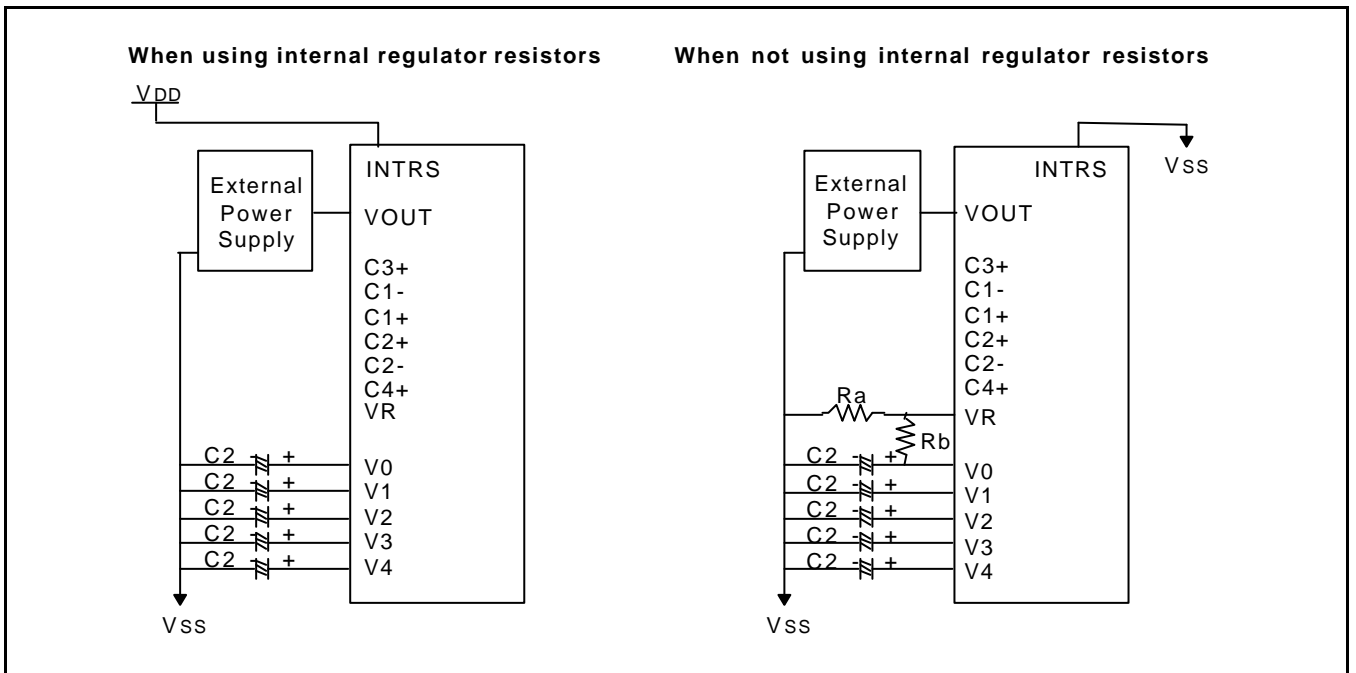 When using internal regulator resistors
VDD
INTRS
External
Power
Supply
VOUT
C3+
C1-
C1+
C2+
C2-
C4+
VR
C2 - +
V0
C2 - +
V1
C2 - +
V2
C2 - +
V3
C2 - +
V4
VSS
When not using internal regulator resistors
INTRS
VSS
External
Power
Supply
VOUT
C3+
C1-
C1+
C2+
C2-
C4+
Ra
VR
Rb
C2 - +
V0
C2 - +
V1
C2 - +
V2
C2 - +
V3
C2 - +
V4
VSS